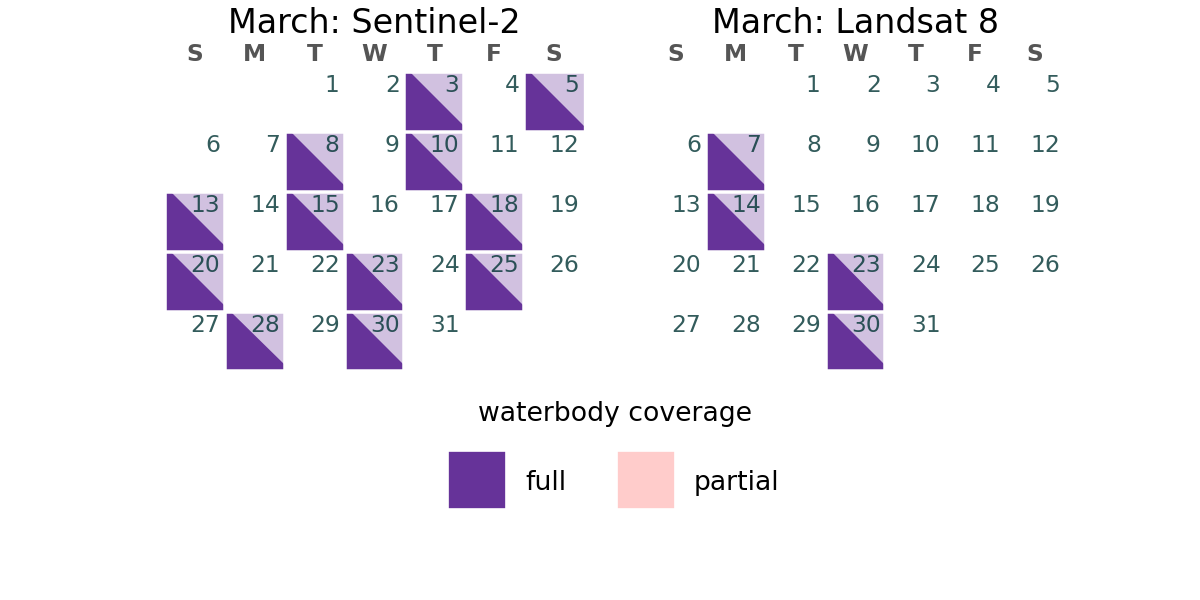 March: Sentinel-2
S M T W T F S
1 2 3 4 5
6 7 8 9 10 11 12
13 14 15 16 17 18 19
20 21 22 23 24 25 26
27 28 29 30 31
March: Landsat 8
S M T W T F S
1 2 3 4 5
6 7 8 9 10 11 12
13 14 15 16 17 18 19
20 21 22 23 24 25 26
27 28 29 30 31
waterbody coverage
full partial